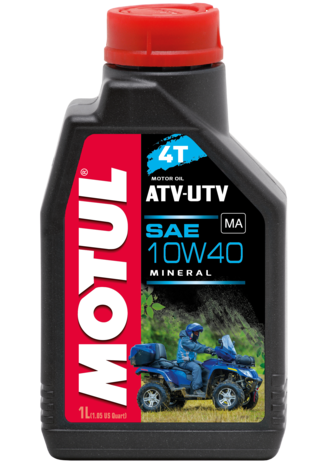 4T
MOTOR OIL
ATV-UTV
SAE
MA
10W40
MINERAL
MOTUL®
1L(1.05 US Quart)